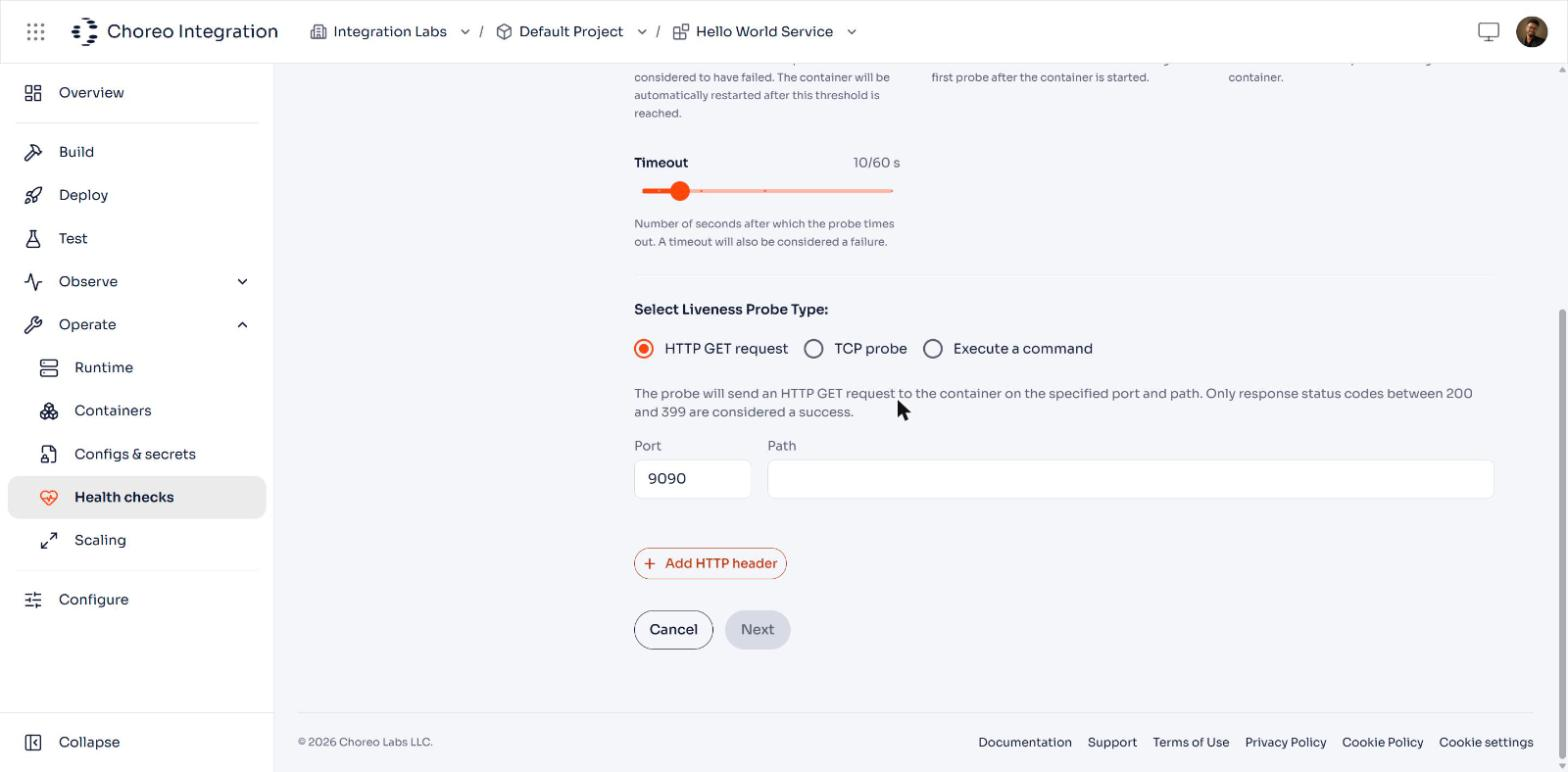 Choreo Integration
Integration Labs / Default Project / Hello World Service
Overview
Build
Deploy
Test
Observe
Operate
Runtime
Containers
Configs & secrets
Health checks
Scaling
Configure
Collapse
considered to have failed. The container will be
automatically restarted after this threshold is
reached.
first probe after the container is started.
container.
Timeout 10/60 s
Number of seconds after which the probe times
out. A timeout will also be considered a failure.
Select Liveness Probe Type:
HTTP GET request TCP probe Execute a command
The probe will send an HTTP GET request to the container on the specified port and path. Only response status codes between 200
and 399 are considered a success.
Port Path
9090
+ Add HTTP header
Cancel Next
© 2026 Choreo Labs LLC.
Documentation Support Terms of Use Privacy Policy Cookie Policy Cookie settings